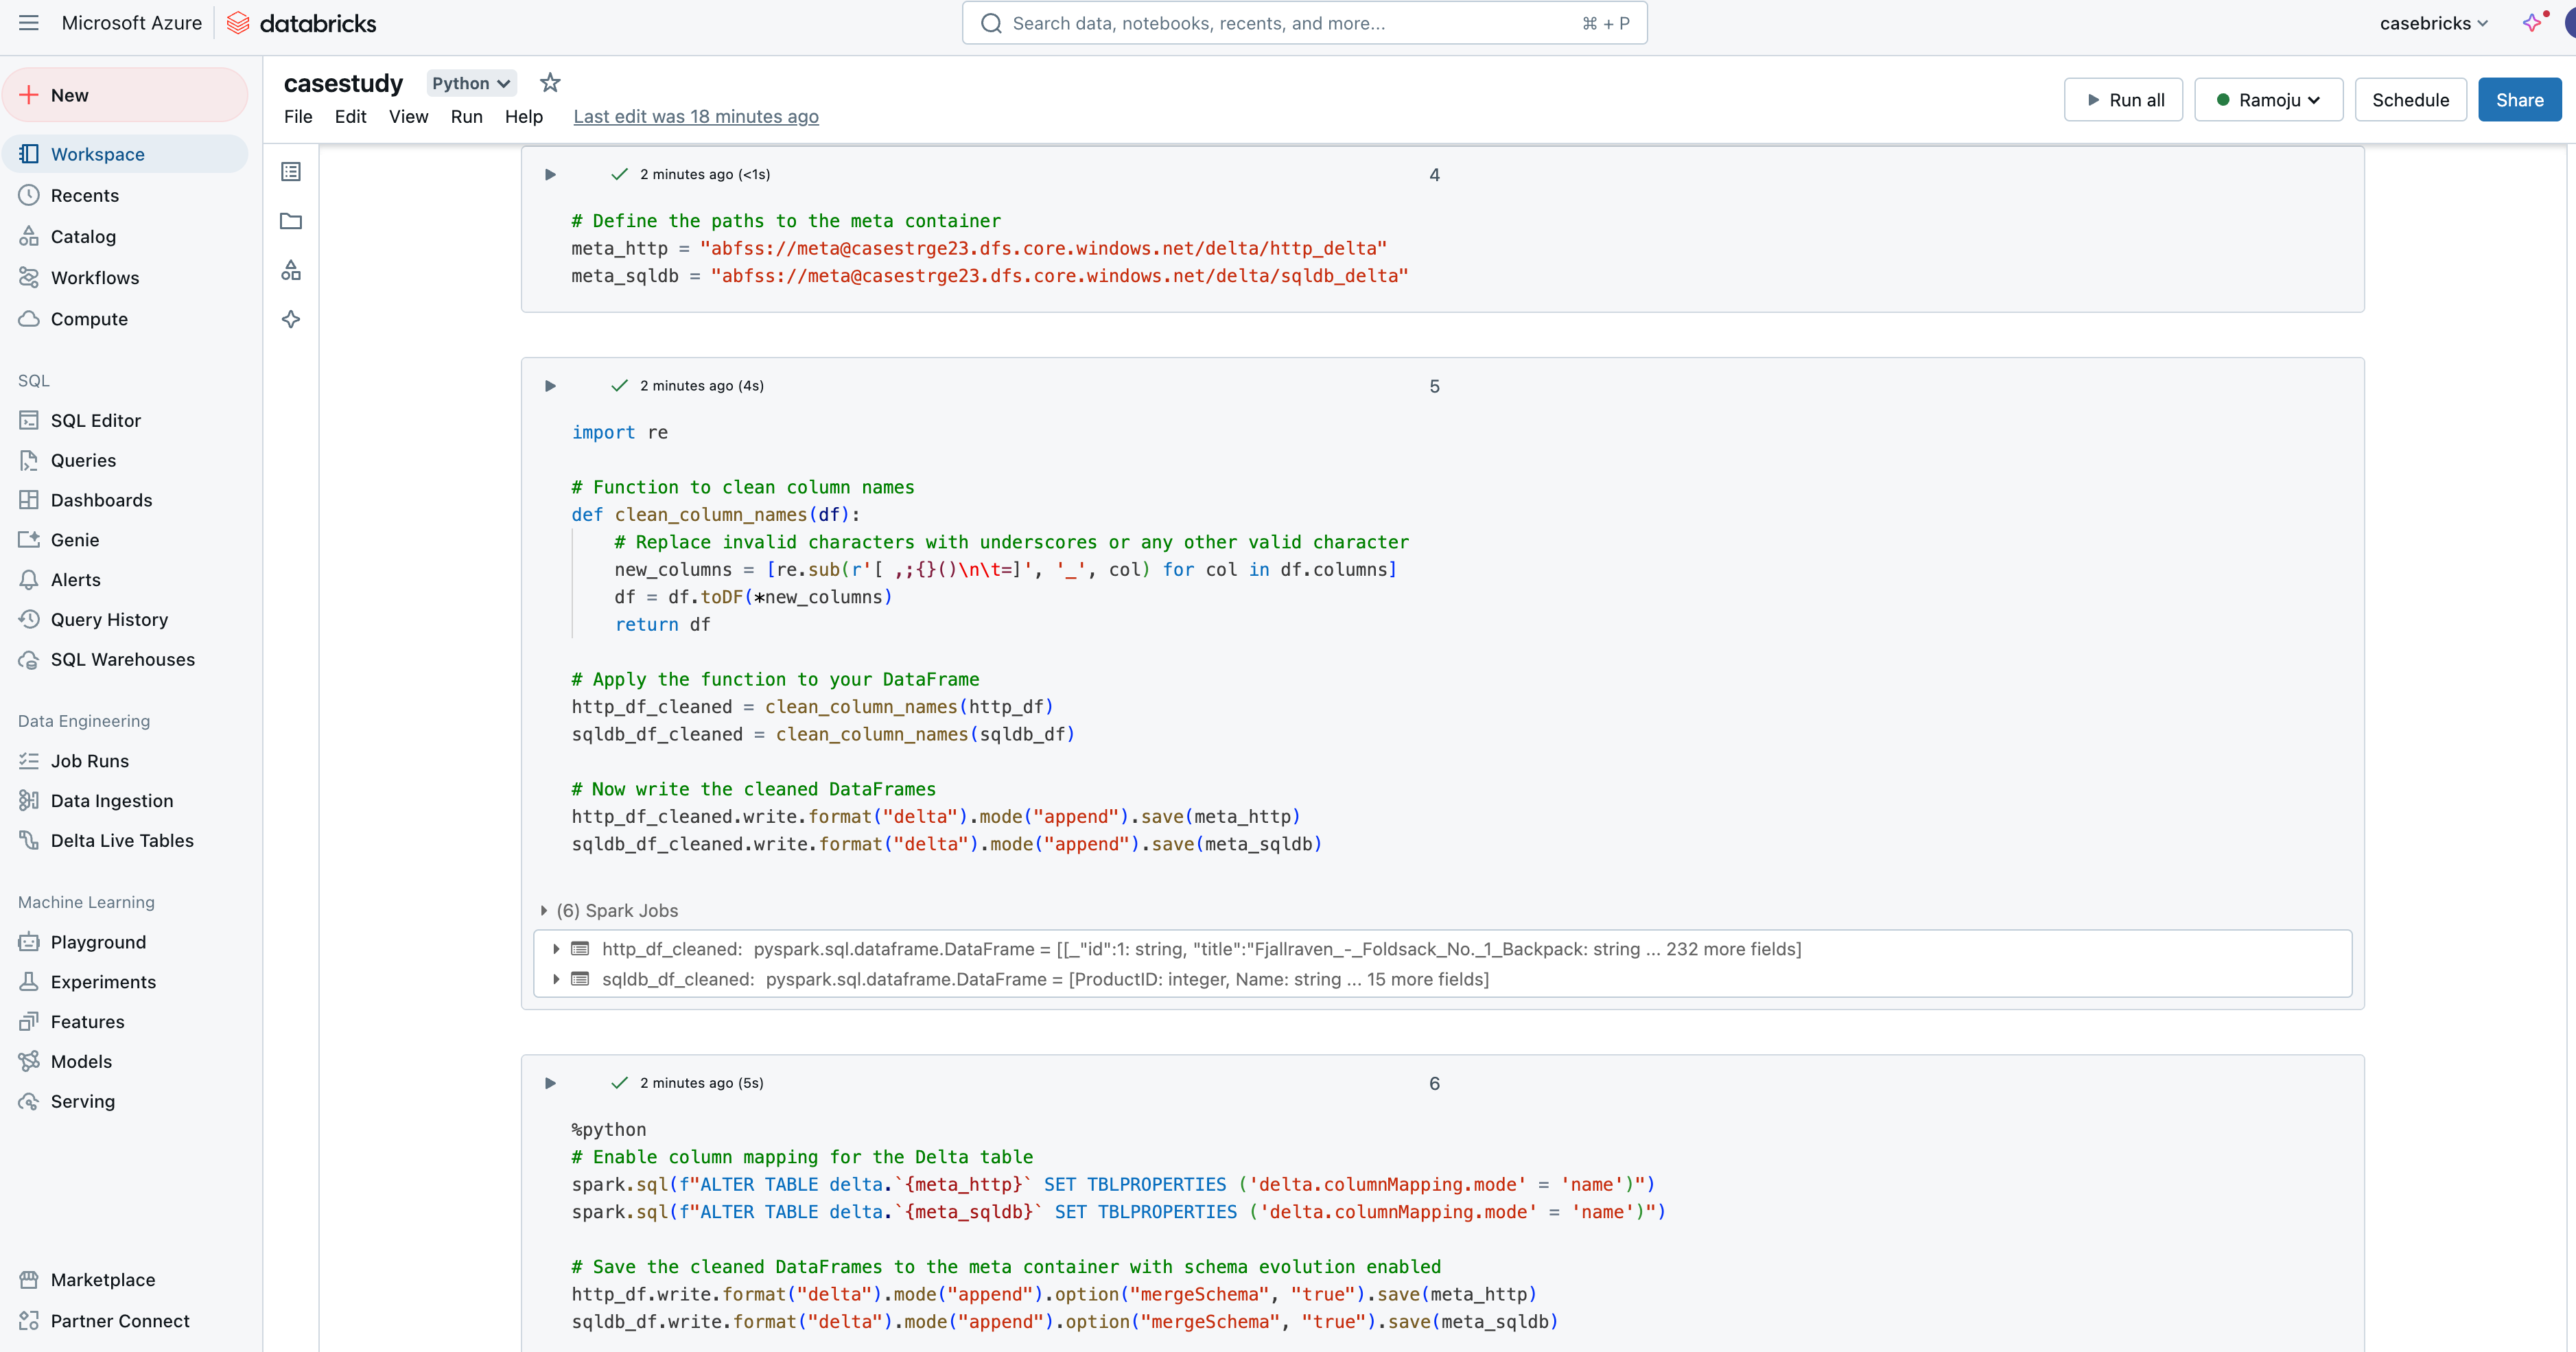 Microsoft Azure databricks Search data, notebooks, recents, and more... ⌘ + P casebricks
New
Workspace
Recents
Catalog
Workflows
Compute
SQL
SQL Editor
Queries
Dashboards
Genie
Alerts
Query History
SQL Warehouses
Data Engineering
Job Runs
Data Ingestion
Delta Live Tables
Machine Learning
Playground
Experiments
Features
Models
Serving
Marketplace
Partner Connect
casestudy Python
File Edit View Run Help Last edit was 18 minutes ago
Run all Ramoju Schedule Share
2 minutes ago (<1s) 4
# Define the paths to the meta container
meta_http = "abfss://meta@casestrge23.dfs.core.windows.net/delta/http_delta"
meta_sqldb = "abfss://meta@casestrge23.dfs.core.windows.net/delta/sqldb_delta"
2 minutes ago (4s) 5
import re
# Function to clean column names
def clean_column_names(df):
# Replace invalid characters with underscores or any other valid character
new_columns = [re.sub(r'[ ,;{}()\n\t=]', '_', col) for col in df.columns]
df = df.toDF(*new_columns)
return df
# Apply the function to your DataFrame
http_df_cleaned = clean_column_names(http_df)
sqldb_df_cleaned = clean_column_names(sqldb_df)
# Now write the cleaned DataFrames
http_df_cleaned.write.format("delta").mode("append").save(meta_http)
sqldb_df_cleaned.write.format("delta").mode("append").save(meta_sqldb)
(6) Spark Jobs
http_df_cleaned: pyspark.sql.dataframe.DataFrame = [[_"id":1: string, "title":"Fjallraven_-_Foldsack_No._1_Backpack: string ... 232 more fields]
sqldb_df_cleaned: pyspark.sql.dataframe.DataFrame = [ProductID: integer, Name: string ... 15 more fields]
2 minutes ago (5s) 6
%python
# Enable column mapping for the Delta table
spark.sql(f"ALTER TABLE delta.`{meta_http}` SET TBLPROPERTIES ('delta.columnMapping.mode' = 'name')")
spark.sql(f"ALTER TABLE delta.`{meta_sqldb}` SET TBLPROPERTIES ('delta.columnMapping.mode' = 'name')")
# Save the cleaned DataFrames to the meta container with schema evolution enabled
http_df.write.format("delta").mode("append").option("mergeSchema", "true").save(meta_http)
sqldb_df.write.format("delta").mode("append").option("mergeSchema", "true").save(meta_sqldb)